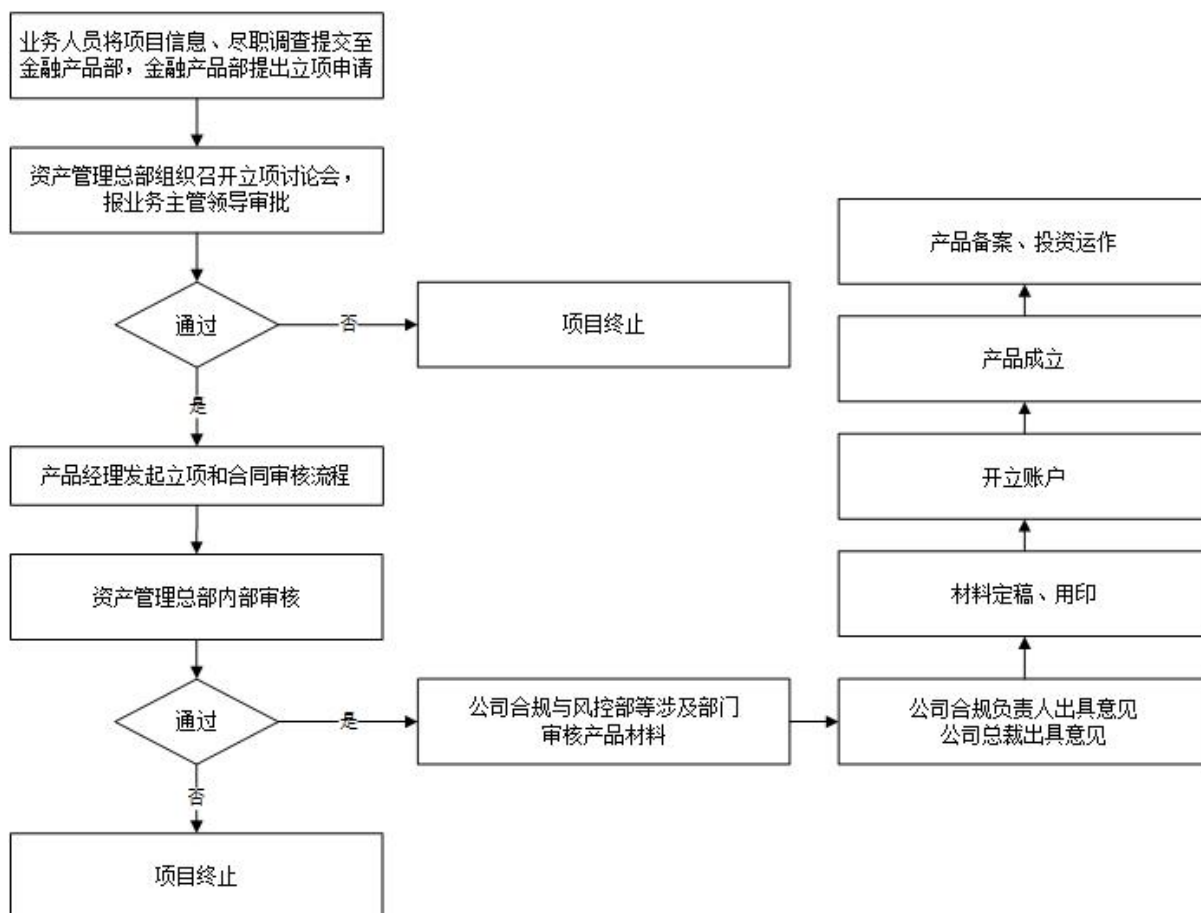 业务人员将项目信息、尽职调查提交至
金融产品部，金融产品部提出立项申请
资产管理总部组织召开立项讨论会，
报业务主管领导审批
通过
否
项目终止
是
产品经理发起立项和合同审核流程
资产管理总部内部审核
通过
是
公司合规与风控部等涉及部门
审核产品材料
公司合规负责人出具意见
公司总裁出具意见
材料定稿、用印
开立账户
产品成立
产品备案、投资运作
否
项目终止